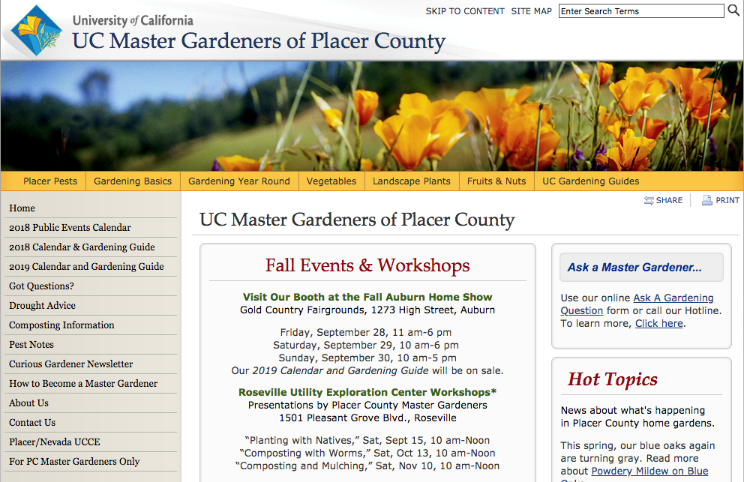 University of California
UC Master Gardeners of Placer County
SKIP TO CONTENT SITE MAP Enter Search Terms
Placer Pests Gardening Basics Gardening Year Round Vegetables Landscape Plants Fruits & Nuts UC Gardening Guides
Home
2018 Public Events Calendar
2018 Calendar & Gardening Guide
2019 Calendar and Gardening Guide
Got Questions?
Drought Advice
Composting Information
Pest Notes
Curious Gardener Newsletter
How to Become a Master Gardener
About Us
Contact Us
Placer/Nevada UCCE
For PC Master Gardeners Only
SHARE PRINT
UC Master Gardeners of Placer County
Fall Events & Workshops
Visit Our Booth at the Fall Auburn Home Show
Gold Country Fairgrounds, 1273 High Street, Auburn
Friday, September 28, 11 am-6 pm
Saturday, September 29, 10 am-6 pm
Sunday, September 30, 10 am-5 pm
Our 2019 Calendar and Gardening Guide will be on sale.
Roseville Utility Exploration Center Workshops*
Presentations by Placer County Master Gardeners
1501 Pleasant Grove Blvd., Roseville
“Planting with Natives,” Sat, Sept 15, 10 am-Noon
“Composting with Worms,” Sat, Oct 13, 10 am-Noon
“Composting and Mulching,” Sat, Nov 10, 10 am-Noon
Ask a Master Gardener...
Use our online Ask A Gardening
Question form or call our Hotline.
To learn more, Click here.
Hot Topics
News about what's happening
in Placer County home gardens.
This spring, our blue oaks again
are turning gray. Read more
about Powdery Mildew on Blue